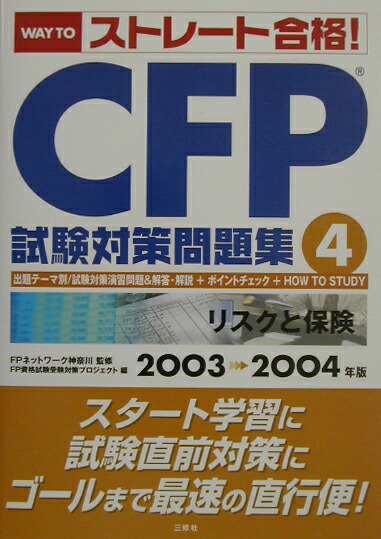 WAY TO ストレート合格!
CFP®
試験対策問題集 4
出題テーマ別/試験対策演習問題&解答・解説 + ポイントチェック + HOW TO STUDY
リスクと保険
FPネットワーク神奈川 監修
FP資格試験受験対策プロジェクト 編
2003 2004年版
スタート学習に
試験直前対策に
ゴールまで最速の直行便!
三修社